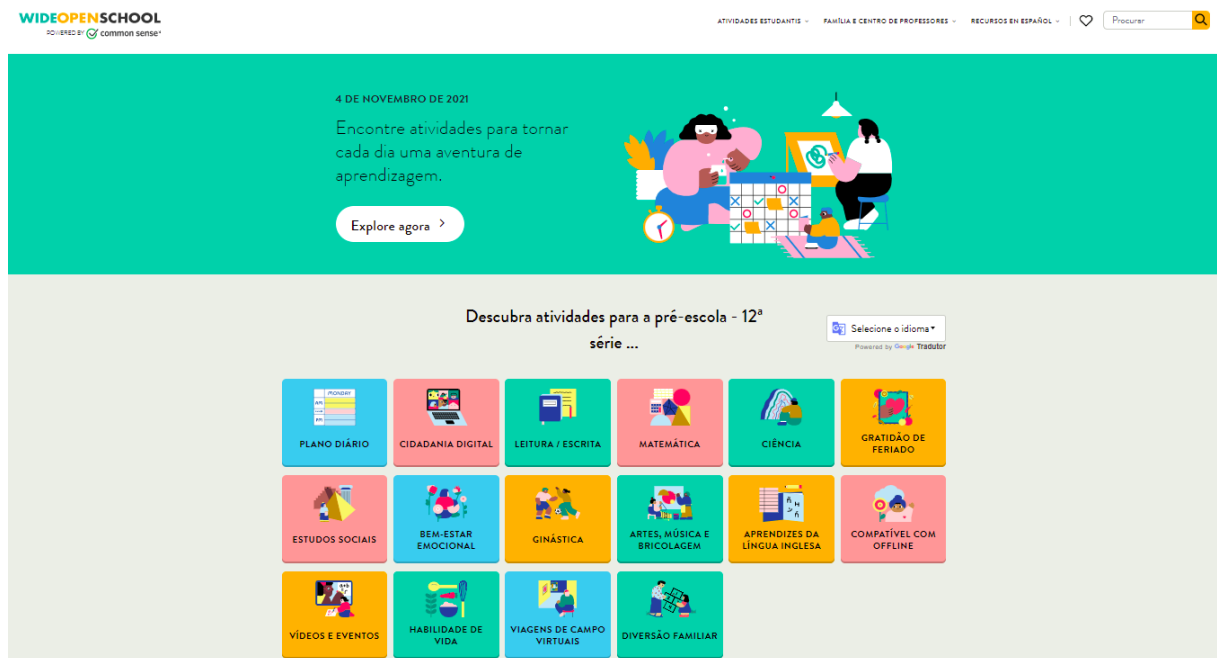 WIDEOPENSCHOOL
POWERED BY common sense
ATIVIDADES ESTUDANTIS
FAMÍLIA E CENTRO DE PROFESSORES
RECURSOS EN ESPAÑOL
Procurar
4 DE NOVEMBRO DE 2021
Encontre atividades para tornar
cada dia uma aventura de
aprendizagem.
Explore agora
Descubra atividades para a pré-escola - 12ª
série ...
Selecione o idioma
Powered by Google Tradutor
MONDAY
AM
PM
PLANO DIÁRIO
CIDADANIA DIGITAL
LEITURA / ESCRITA
MATEMÁTICA
CIÊNCIA
GRATIDÃO DE
FERIADO
ESTUDOS SOCIAIS
BEM-ESTAR
EMOCIONAL
GINÁSTICA
ARTES, MÚSICA E
BRICOLAGEM
APRENDIZES DA
LÍNGUA INGLESA
COMPATÍVEL COM
OFFLINE
VÍDEOS E EVENTOS
HABILIDADE DE
VIDA
VIAGENS DE CAMPO
VIRTUAIS
DIVERSÃO FAMILIAR